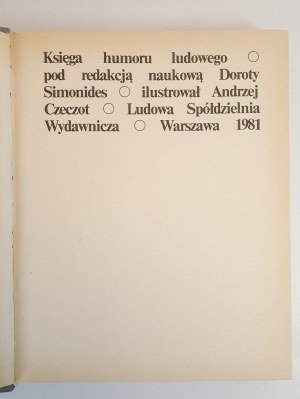 Księga humoru ludowego ○
pod redakcją naukową Doroty
Simonides ○ ilustrował Andrzej
Czeczot ○ Ludowa Spółdzielnia
Wydawnicza ○ Warszawa 1981